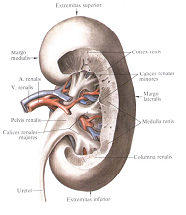 Extremitas superior
Cortex renis
Margo
medialis
Calices renales
minores
A. renalis
V. renalis
Margo
lateralis
Pelvis renalis
Medulla renis
Calices renales
majores
Columna renalis
Ureter
Extremitas inferior